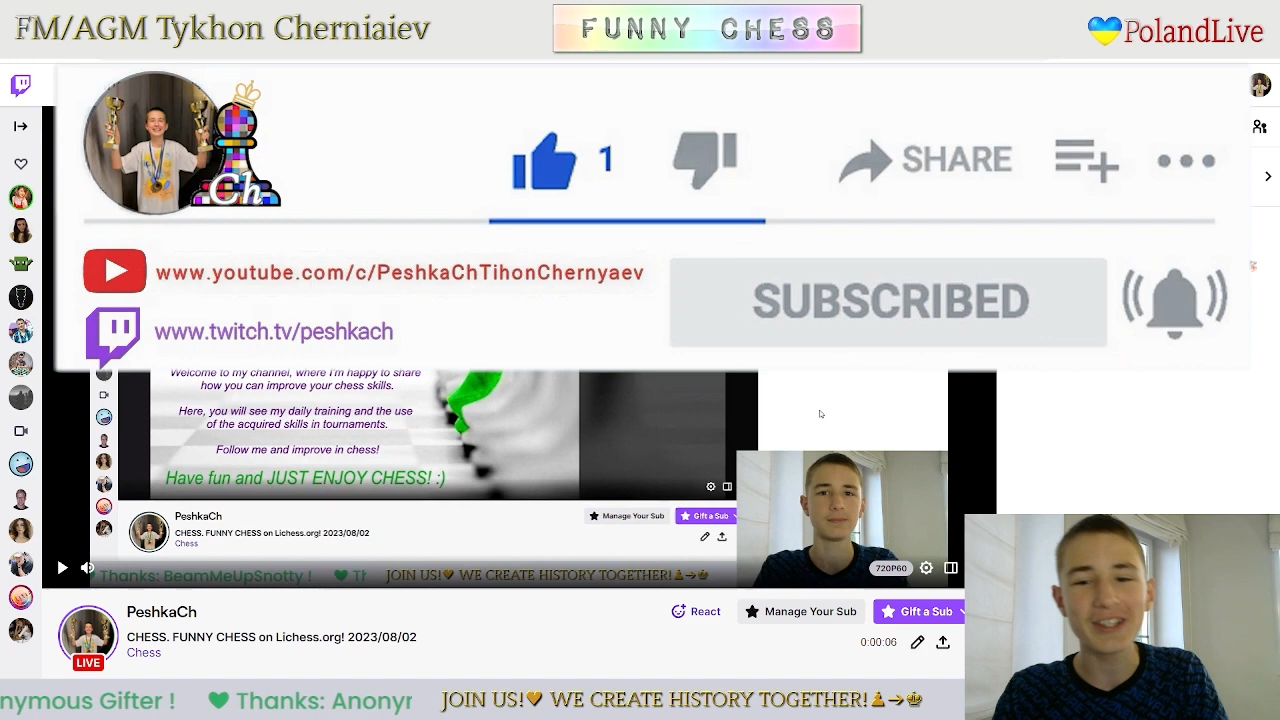 FM/AGM Tykhon Cherniaiev
FUNNY CHESS
PolandLive
Ch
1
SHARE
www.youtube.com/c/PeshkaChTihonChernyaev
www.twitch.tv/peshkach
SUBSCRIBED
Welcome to my channel, where I'm happy to share
how you can improve your chess skills.
Here, you will see my daily training and the use
of the acquired skills in tournaments.
Follow me and improve in chess!
Have fun and JUST ENJOY CHESS! :)
PeshkaCh
CHESS. FUNNY CHESS on Lichess.org! 2023/08/02
Chess
Manage Your Sub
Gift a Sub
Thanks: BeamMeUpSnotty !
Th
JOIN US! WE CREATE HISTORY TOGETHER!
720P60
PeshkaCh
CHESS. FUNNY CHESS on Lichess.org! 2023/08/02
Chess
LIVE
React
Manage Your Sub
Gift a Sub
0:00:06
nymous Gifter !
Thanks: Anonyr
JOIN US! WE CREATE HISTORY TOGETHER!